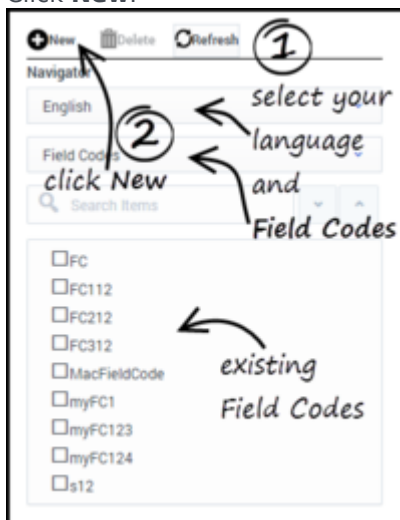 Click New.
New Delete Refresh
1
Navigator
English
select your
language
2
Field Codes
click New
and
Search Items
Field Codes
FC
FC112
FC212
FC312
existing
MacFieldCode
Field Codes
myFC1
myFC123
myFC124
s12